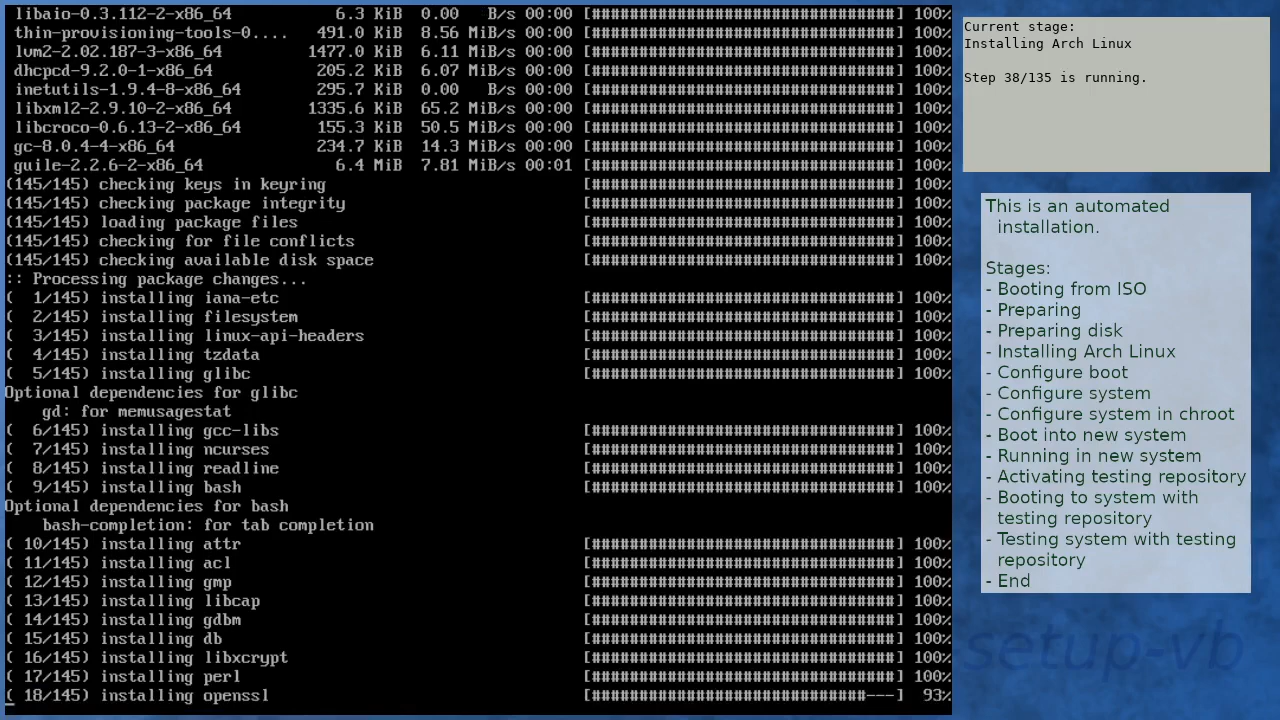 libaio-0.3.112-2-x86_64 6.3 KiB 0.00 B/s 00:00 [################################] 100%
thin-provisioning-tools-0.... 491.0 KiB 8.56 MiB/s 00:00 [################################] 100%
lvm2-2.02.187-3-x86_64 1477.0 KiB 6.11 MiB/s 00:00 [################################] 100%
dhcpcd-9.2.0-1-x86_64 205.2 KiB 6.07 MiB/s 00:00 [################################] 100%
inetutils-1.9.4-8-x86_64 295.7 KiB 0.00 B/s 00:00 [################################] 100%
libxml2-2.9.10-2-x86_64 1335.6 KiB 65.2 MiB/s 00:00 [################################] 100%
libcroco-0.6.13-2-x86_64 155.3 KiB 50.5 MiB/s 00:00 [################################] 100%
gc-8.0.4-4-x86_64 234.7 KiB 14.3 MiB/s 00:00 [################################] 100%
guile-2.2.6-2-x86_64 6.4 MiB 7.81 MiB/s 00:01 [################################] 100%
(145/145) checking keys in keyring [################################] 100%
(145/145) checking package integrity [################################] 100%
(145/145) loading package files [################################] 100%
(145/145) checking for file conflicts [################################] 100%
(145/145) checking available disk space [################################] 100%
:: Processing package changes...
( 1/145) installing iana-etc [################################] 100%
( 2/145) installing filesystem [################################] 100%
( 3/145) installing linux-api-headers [################################] 100%
( 4/145) installing tzdata [################################] 100%
( 5/145) installing glibc [################################] 100%
Optional dependencies for glibc
gd: for memusagestat
( 6/145) installing gcc-libs [################################] 100%
( 7/145) installing ncurses [################################] 100%
( 8/145) installing readline [################################] 100%
( 9/145) installing bash [################################] 100%
Optional dependencies for bash
bash-completion: for tab completion
( 10/145) installing attr [################################] 100%
( 11/145) installing acl [################################] 100%
( 12/145) installing gmp [################################] 100%
( 13/145) installing libcap [################################] 100%
( 14/145) installing gdbm [################################] 100%
( 15/145) installing db [################################] 100%
( 16/145) installing libxcrypt [################################] 100%
( 17/145) installing perl [################################] 100%
( 18/145) installing openssl [#############################---] 93%
Current stage:
Installing Arch Linux
Step 38/135 is running.
This is an automated
installation.
Stages:
- Booting from ISO
- Preparing
- Preparing disk
- Installing Arch Linux
- Configure boot
- Configure system
- Configure system in chroot
- Boot into new system
- Running in new system
- Activating testing repository
- Booting to system with
testing repository
- Testing system with testing
repository
- End
setup-vb